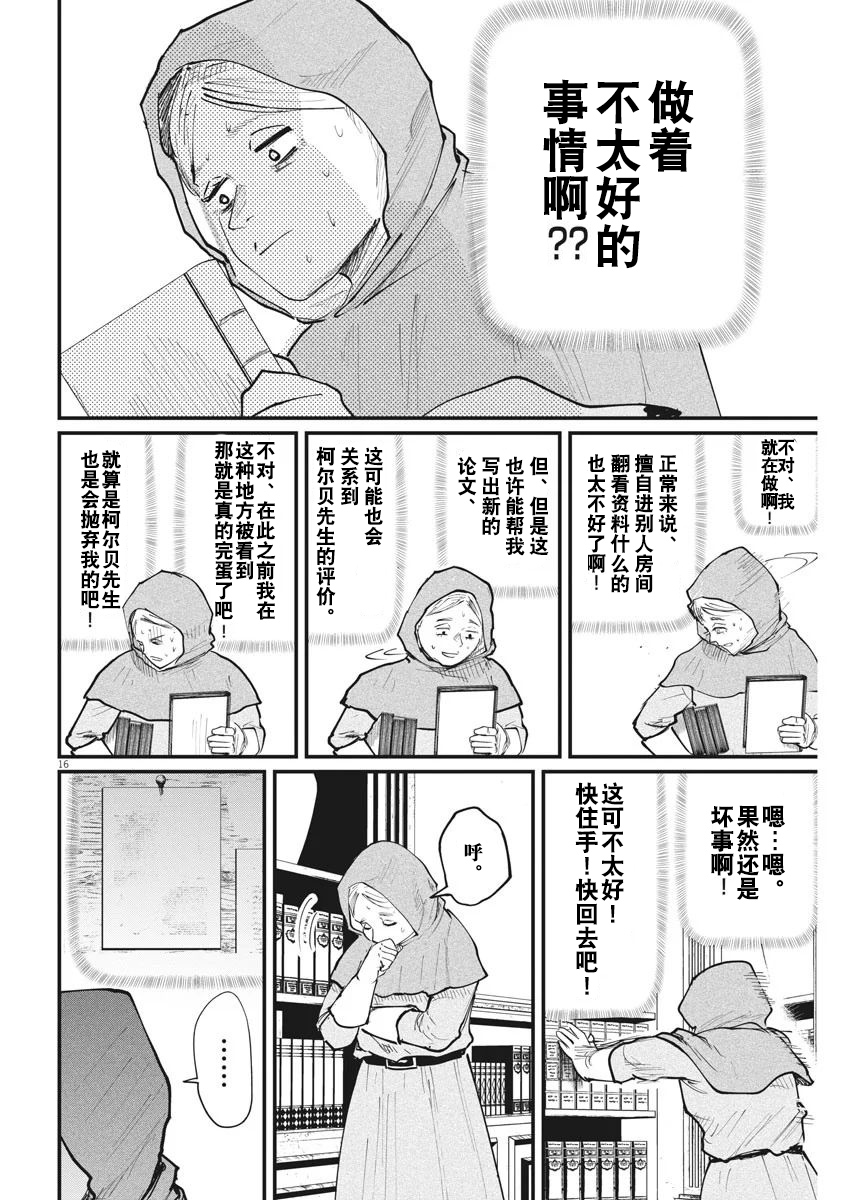 做着
不太好的
事情啊??
不对、我
就在做啊！
正常来说、
擅自进别人房间
翻看资料什么的
也太不好了啊！
但、但是这
也许能帮我
写出新的
论文、
这可能也会
关系到
柯尔贝先生的评价。
不对、在此之前我在
这种地方被看到
那就是真的完蛋了吧！
就算是柯尔贝先生
也是会抛弃我的吧！
16
嗯…嗯。
果然还是
坏事啊！
这可不太好！
快住手！快回去吧！
呼。
……